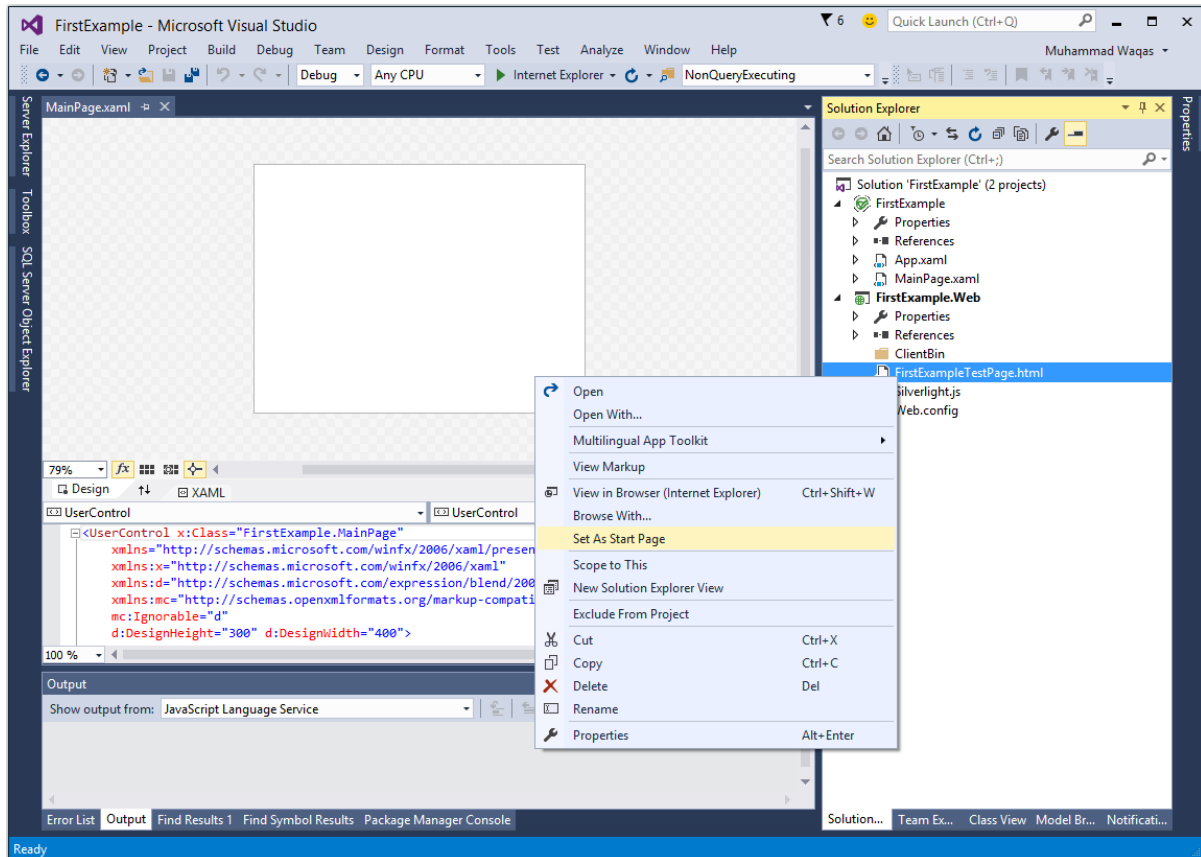 FirstExample - Microsoft Visual Studio
6
Quick Launch (Ctrl+Q)
File Edit View Project Build Debug Team Design Format Tools Test Analyze Window Help
Muhammad Waqas
Debug Any CPU Internet Explorer NonQueryExecuting
Server Explorer
Toolbox
SQL Server Object Explorer
MainPage.xaml
79%
fx
Design
XAML
UserControl UserControl
<UserControl x:Class="FirstExample.MainPage"
xmlns="http://schemas.microsoft.com/winfx/2006/xaml/presen
xmlns:x="http://schemas.microsoft.com/winfx/2006/xaml"
xmlns:d="http://schemas.microsoft.com/expression/blend/200
xmlns:mc="http://schemas.openxmlformats.org/markup-compati
mc:Ignorable="d"
d:DesignHeight="300" d:DesignWidth="400">
100 %
Output
Show output from: JavaScript Language Service
Error List Output Find Results 1 Find Symbol Results Package Manager Console
Open
Open With...
Multilingual App Toolkit
View Markup
View in Browser (Internet Explorer) Ctrl+Shift+W
Browse With...
Set As Start Page
Scope to This
New Solution Explorer View
Exclude From Project
Cut Ctrl+X
Copy Ctrl+C
Delete Del
Rename
Properties Alt+Enter
Solution Explorer
Search Solution Explorer (Ctrl+;)
Solution 'FirstExample' (2 projects)
FirstExample
Properties
References
App.xaml
MainPage.xaml
FirstExample.Web
Properties
References
ClientBin
FirstExampleTestPage.html
Silverlight.js
Web.config
Solution... Team Ex... Class View Model Br... Notificati...
Properties
Ready